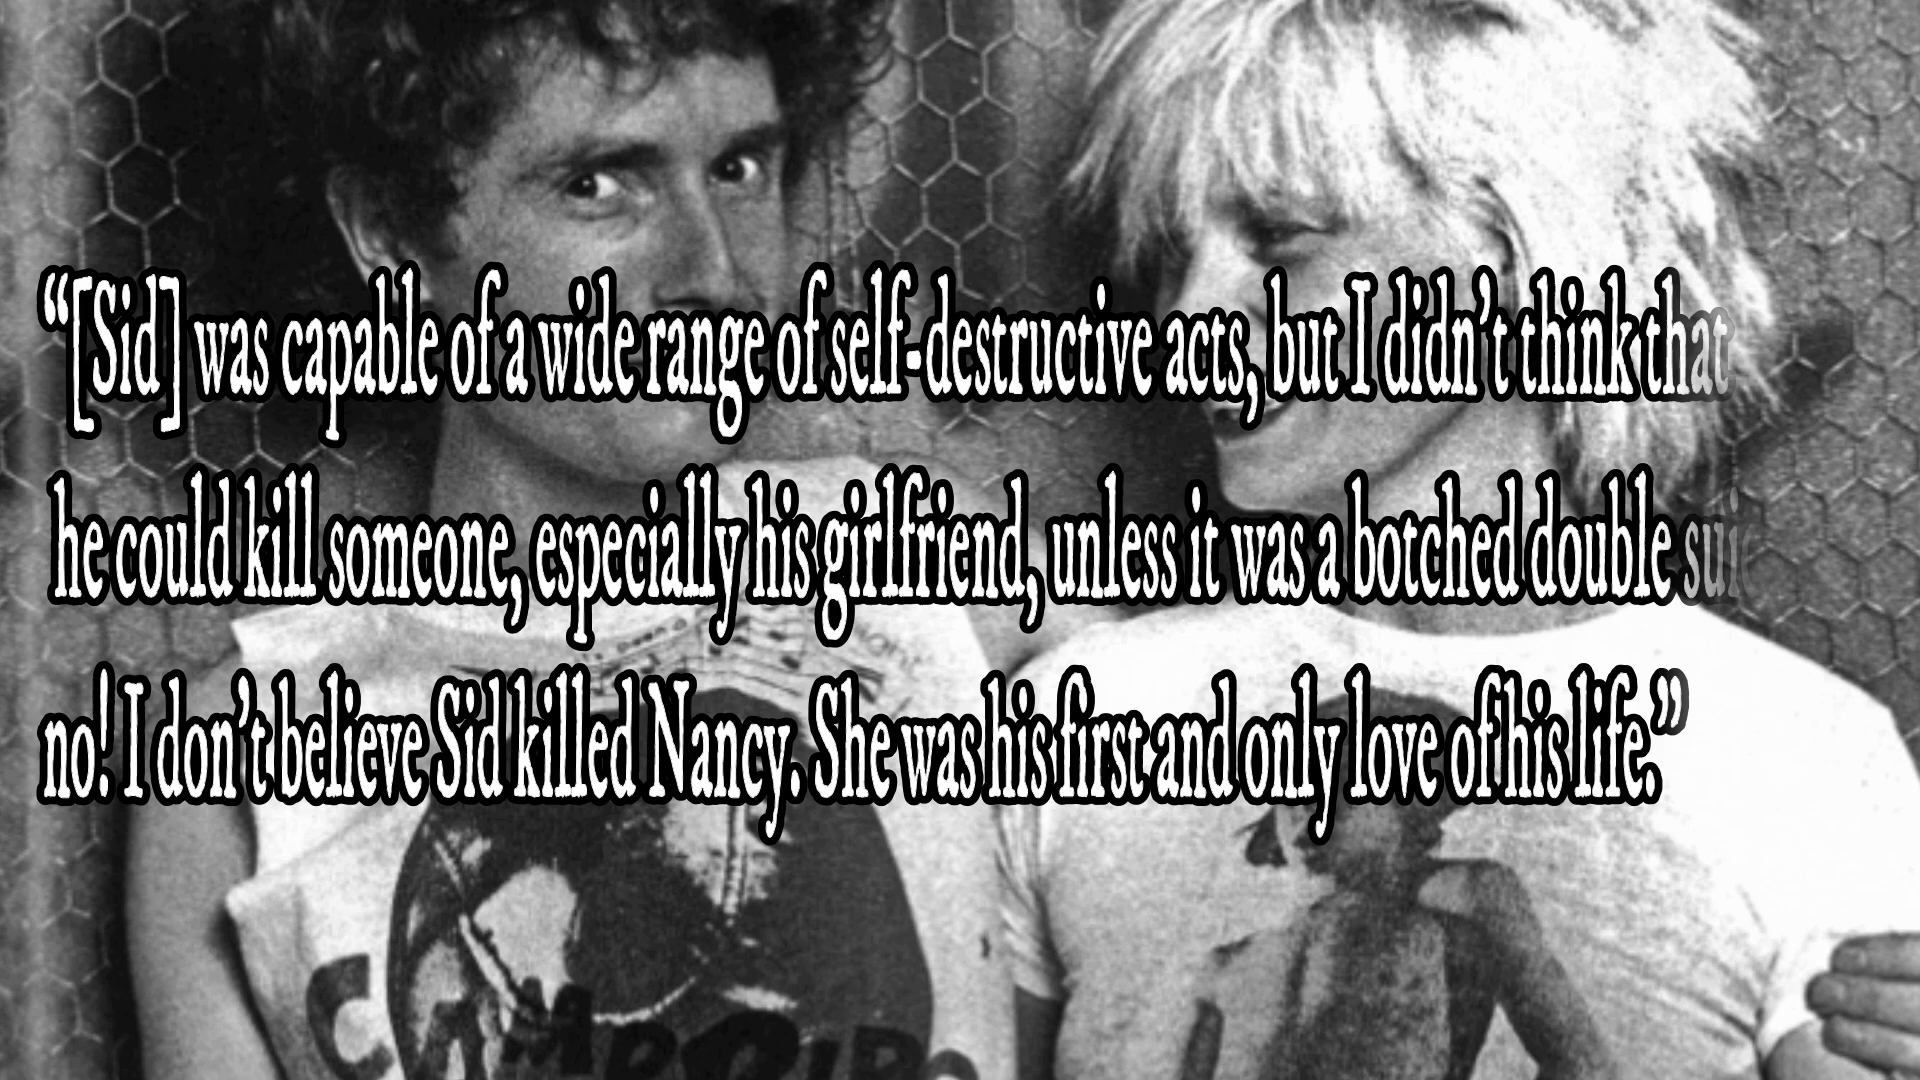 “[Sid] was capable of a wide range of self-destructive acts, but I didn’t think that
he could kill someone, especially his girlfriend, unless it was a botched double
no! I don’t believe Sid killed Nancy. She was his first and only love of his life.”